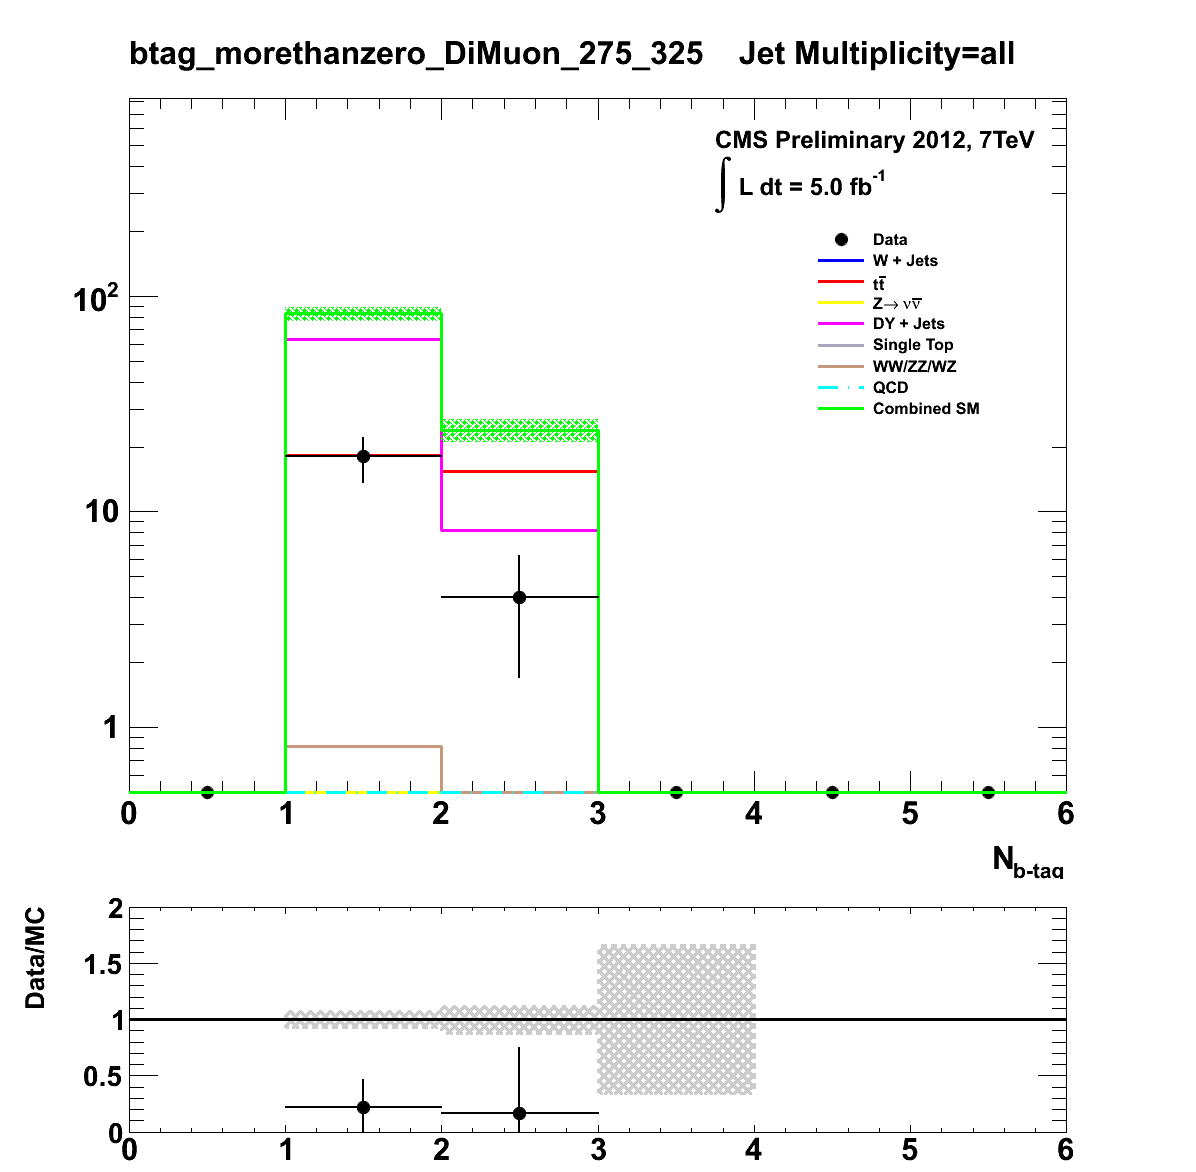 btag_morethanzero_DiMuon_275_325 Jet Multiplicity=all
CMS Preliminary 2012, 7TeV
∫ L dt = 5.0 fb⁻¹
Data
W + Jets
tt̅
Z→ νν̅
DY + Jets
Single Top
WW/ZZ/WZ
QCD
Combined SM
10²
10
1
0 1 2 3 4 5 6
N_b-tag
Data/MC
2
1.5
1
0.5
0
0 1 2 3 4 5 6